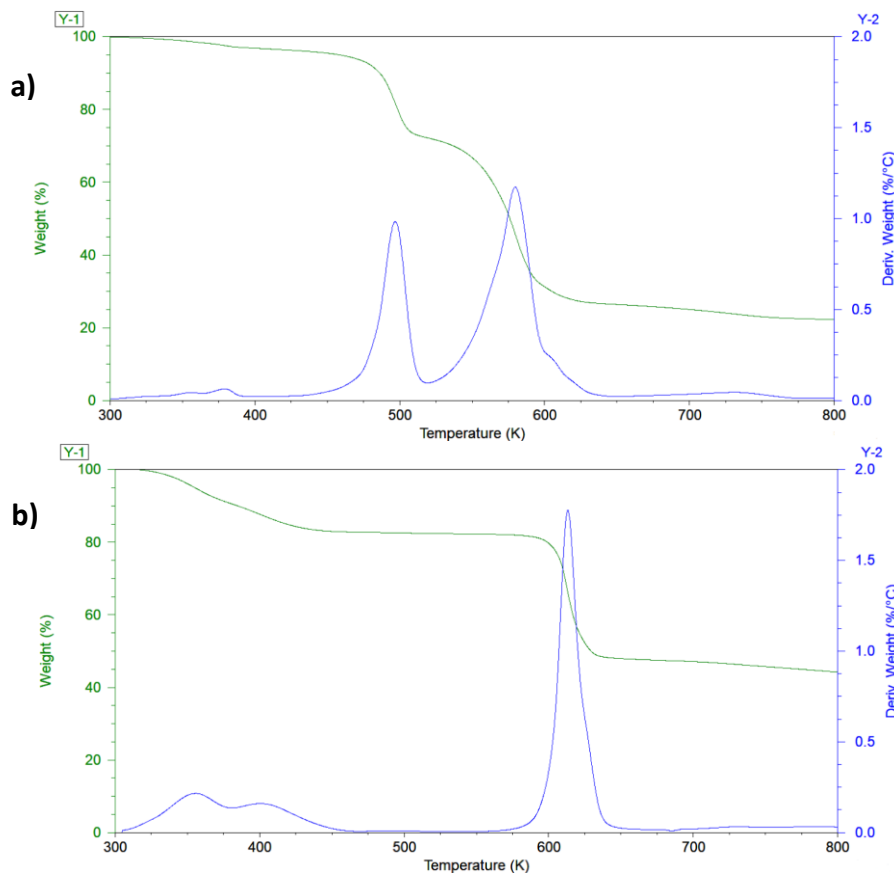 Y-1 Y-2
a)
100 2.0
80 1.5
60 1.0
40 0.5
20
0 0.0
Weight (%)
Deriv. Weight (%/°C)
300 400 500 600 700 800
Temperature (K)
Y-1 Y-2
b)
100 2.0
80 1.5
60 1.0
40 0.5
20
0 0.0
Weight (%)
Deriv. Weight (%/°C)
300 400 500 600 700 800
Temperature (K)